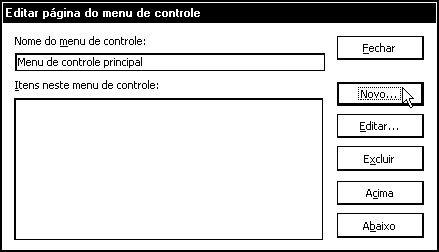 Editar página do menu de controle
Nome do menu de controle:
Menu de controle principal
Itens neste menu de controle:
Fechar
Novo...
Editar...
Excluir
Acima
Abaixo